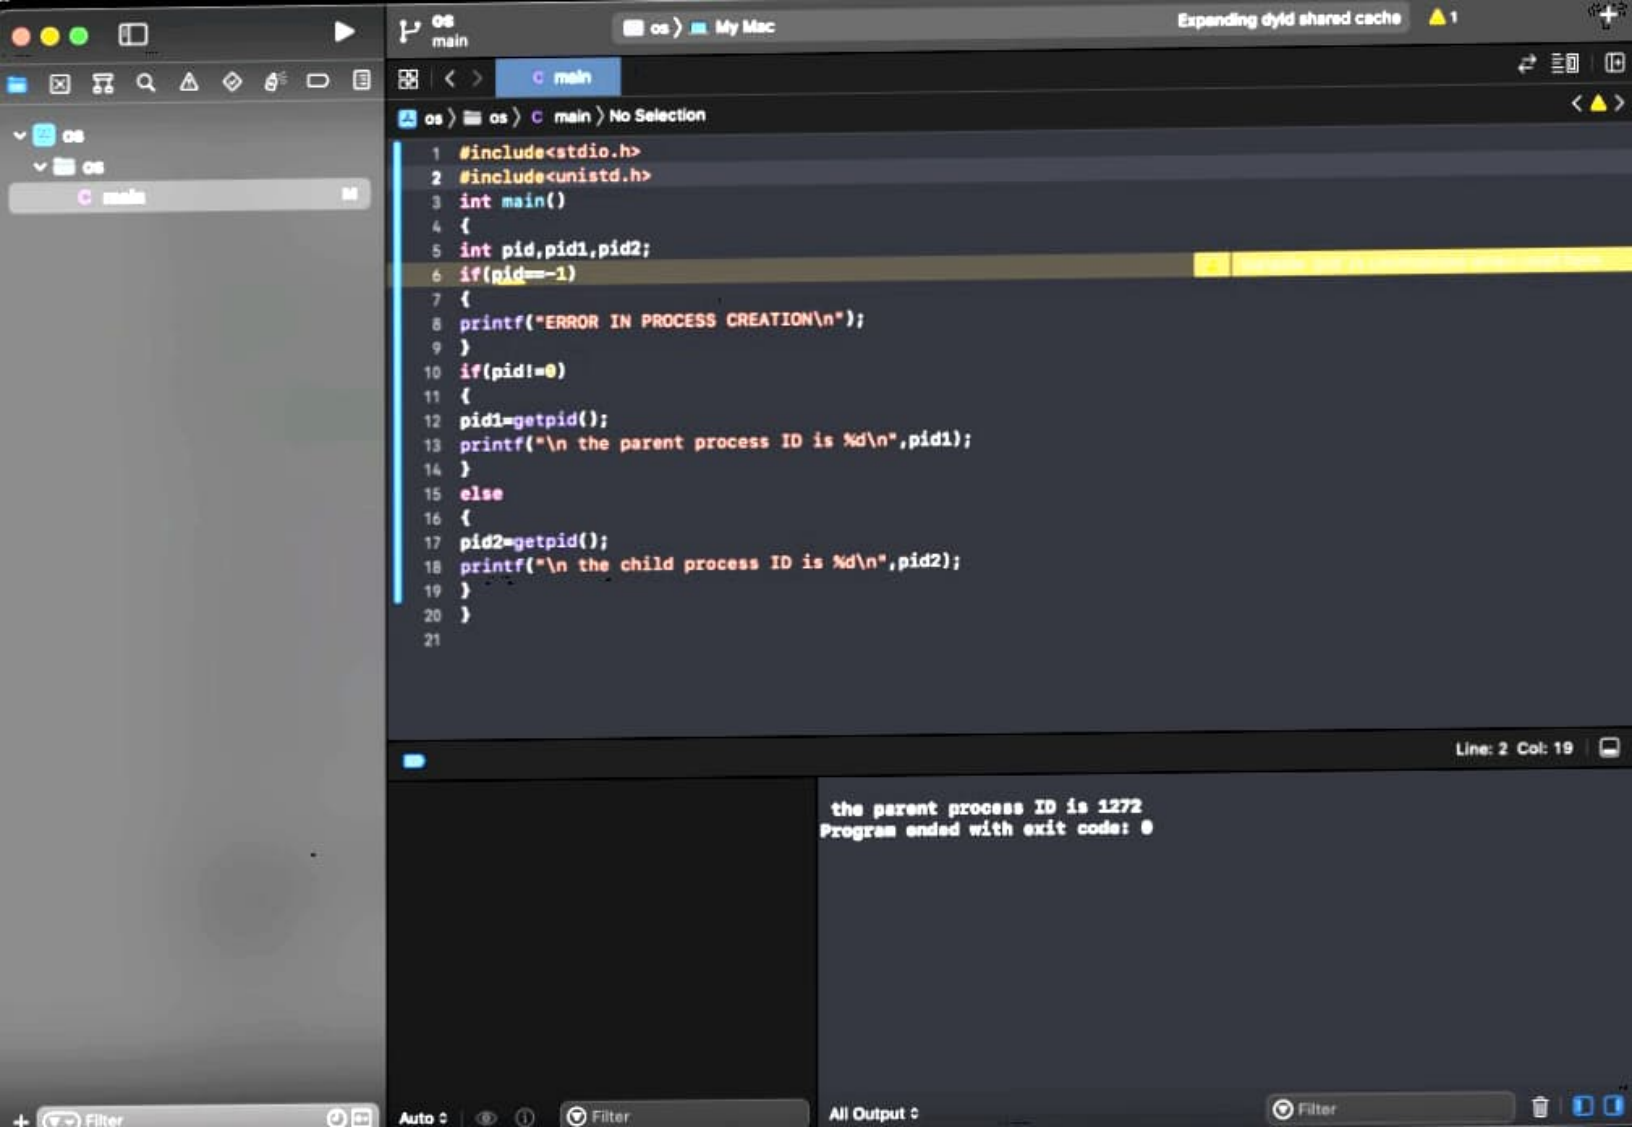 os
main
os 〉 My Mac
Expanding dyld shared cache
1
C main
os 〉 os 〉 C main 〉 No Selection
os
os
C main M
1 #include<stdio.h>
2 #include<unistd.h>
3 int main()
4 {
5 int pid,pid1,pid2;
6 if(pid==-1)
7 {
8 printf("ERROR IN PROCESS CREATION\n");
9 }
10 if(pid!=0)
11 {
12 pid1=getpid();
13 printf("\n the parent process ID is %d\n",pid1);
14 }
15 else
16 {
17 pid2=getpid();
18 printf("\n the child process ID is %d\n",pid2);
19 }
20 }
21
Line: 2 Col: 19
the parent process ID is 1272
Program ended with exit code: 0
Filter
Auto
Filter
All Output
Filter